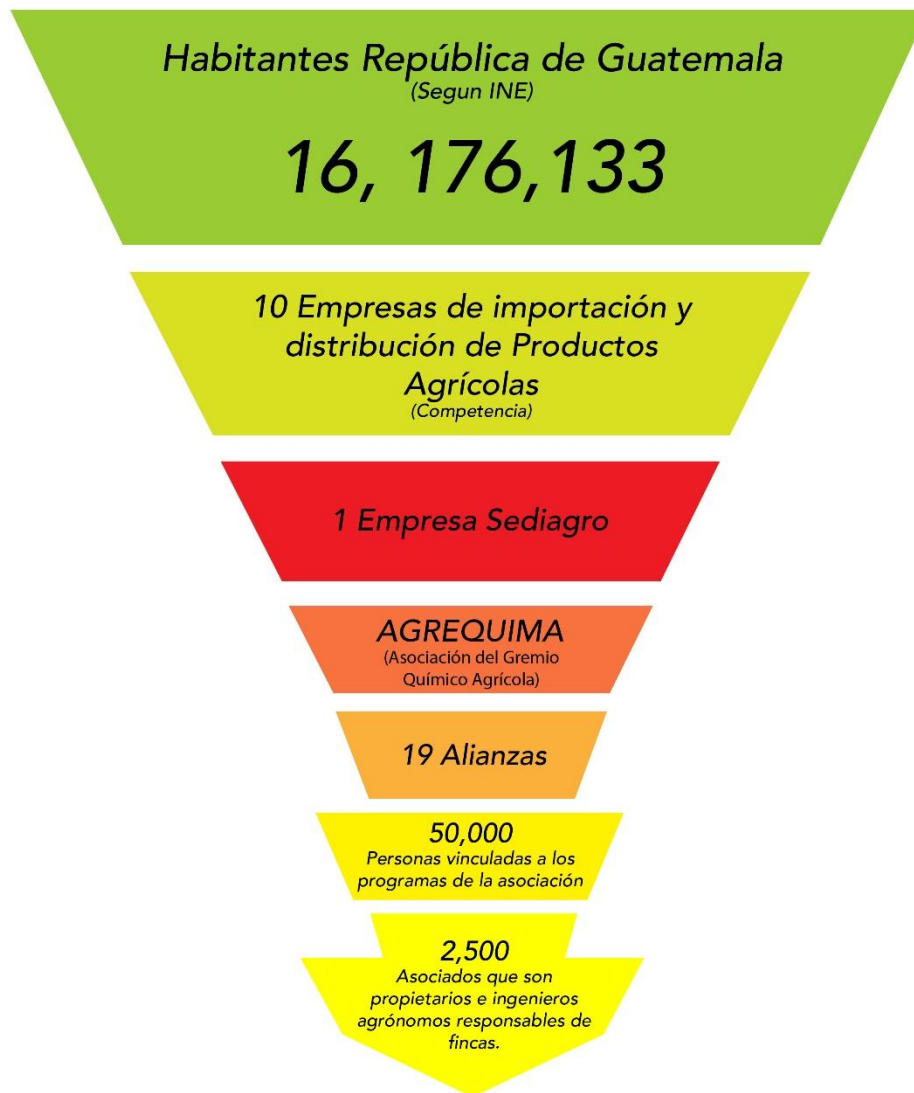 Habitantes República de Guatemala
(Segun INE)
16, 176,133
10 Empresas de importación y
distribución de Productos
Agrícolas
(Competencia)
1 Empresa Sediagro
AGREQUIMA
(Asociación del Gremio
Químico Agrícola)
19 Alianzas
50,000
Personas vinculadas a los
programas de la asociación
2,500
Asociados que son
propietarios e ingenieros
agrónomos responsables de
fincas.